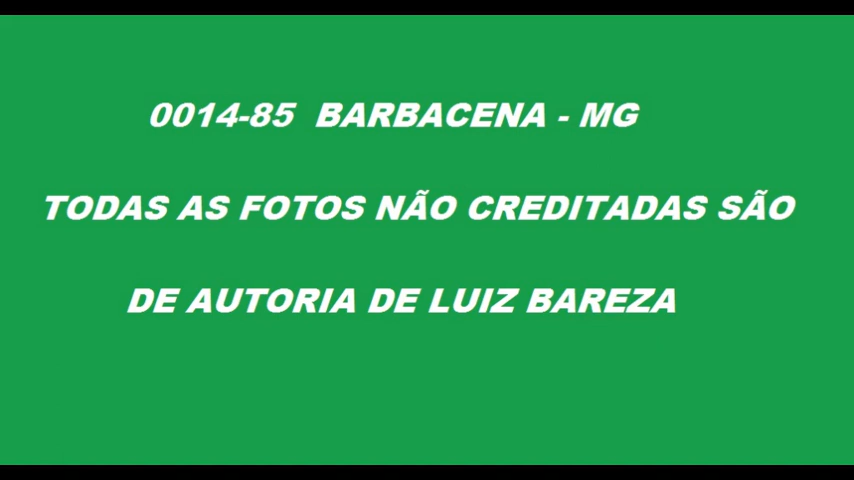 0014-85 BARBACENA - MG
TODAS AS FOTOS NÃO CREDITADAS SÃO
DE AUTORIA DE LUIZ BAREZA